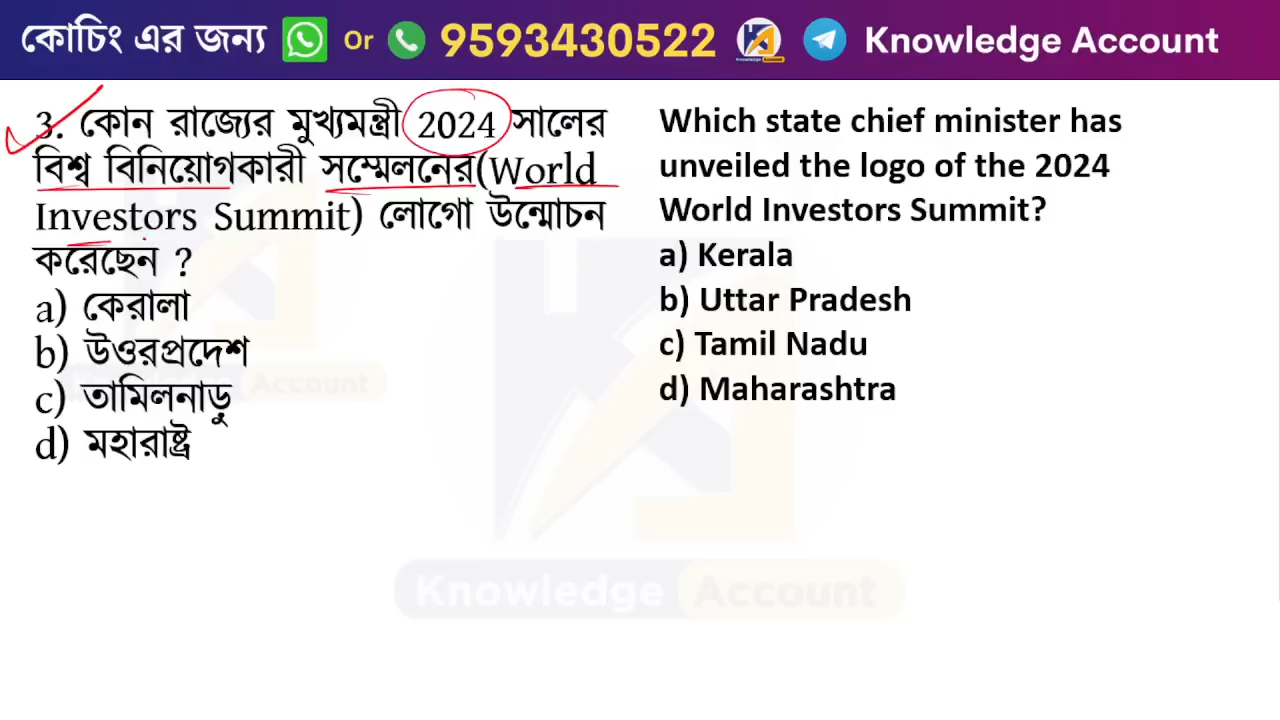 কোচিং এর জন্য Or 9593430522 Knowledge Account
3. কোন রাজ্যের মুখ্যমন্ত্রী 2024 সালের
বিশ্ব বিনিয়োগকারী সম্মেলনের(World
Investors Summit) লোগো উন্মোচন
করেছেন ?
a) কেরালা
b) উওরপ্রদেশ
c) তামিলনাড়ু
d) মহারাষ্ট্র
Which state chief minister has
unveiled the logo of the 2024
World Investors Summit?
a) Kerala
b) Uttar Pradesh
c) Tamil Nadu
d) Maharashtra
Account
Knowledge Account